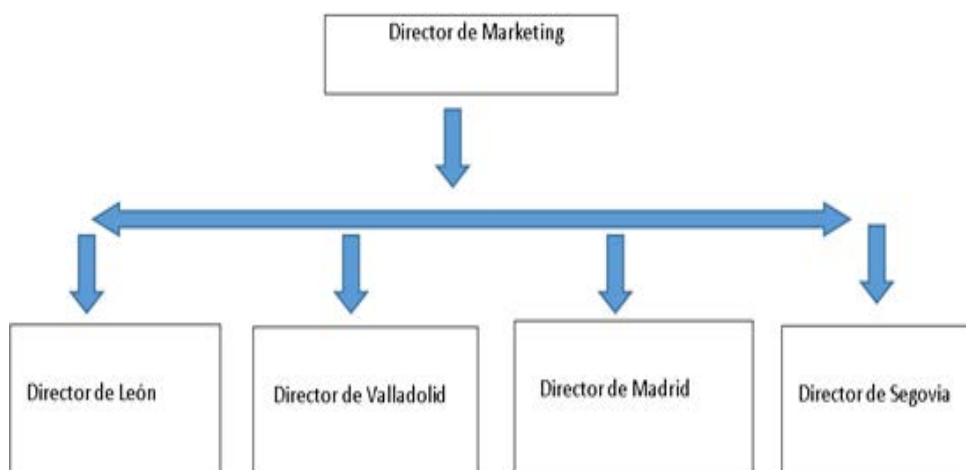 Director de Marketing
Director de León
Director de Valladolid
Director de Madrid
Director de Segovia